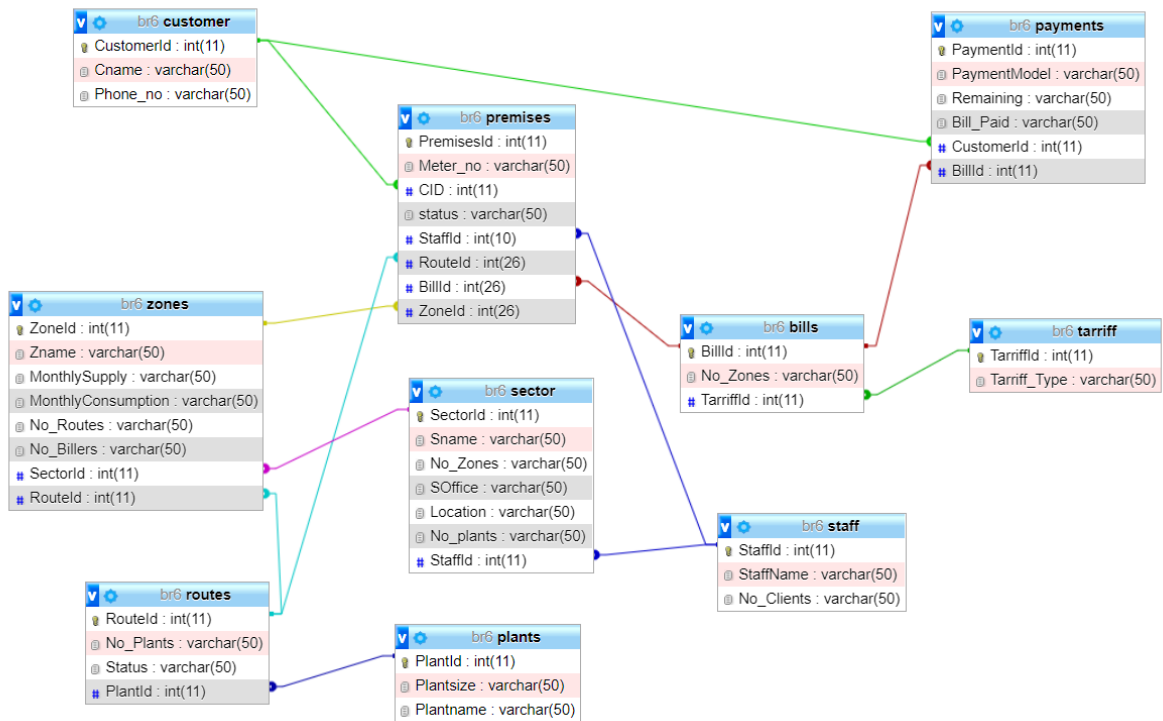 br6 customer
CustomerId : int(11)
Cname : varchar(50)
Phone_no : varchar(50)
br6 payments
PaymentId : int(11)
PaymentModel : varchar(50)
Remaining : varchar(50)
Bill_Paid : varchar(50)
CustomerId : int(11)
BillId : int(11)
br6 premises
PremisesId : int(11)
Meter_no : varchar(50)
CID : int(11)
status : varchar(50)
StaffId : int(10)
RouteId : int(26)
BillId : int(26)
ZoneId : int(26)
br6 zones
ZoneId : int(11)
Zname : varchar(50)
MonthlySupply : varchar(50)
MonthlyConsumption : varchar(50)
No_Routes : varchar(50)
No_Billers : varchar(50)
SectorId : int(11)
RouteId : int(11)
br6 bills
BillId : int(11)
No_Zones : varchar(50)
TarriffId : int(11)
br6 tarriff
TarriffId : int(11)
Tarriff_Type : varchar(50)
br6 sector
SectorId : int(11)
Sname : varchar(50)
No_Zones : varchar(50)
SOffice : varchar(50)
Location : varchar(50)
No_plants : varchar(50)
StaffId : int(11)
br6 staff
StaffId : int(11)
StaffName : varchar(50)
No_Clients : varchar(50)
br6 routes
RouteId : int(11)
No_Plants : varchar(50)
Status : varchar(50)
PlantId : int(11)
br6 plants
PlantId : int(11)
Plantsize : varchar(50)
Plantname : varchar(50)